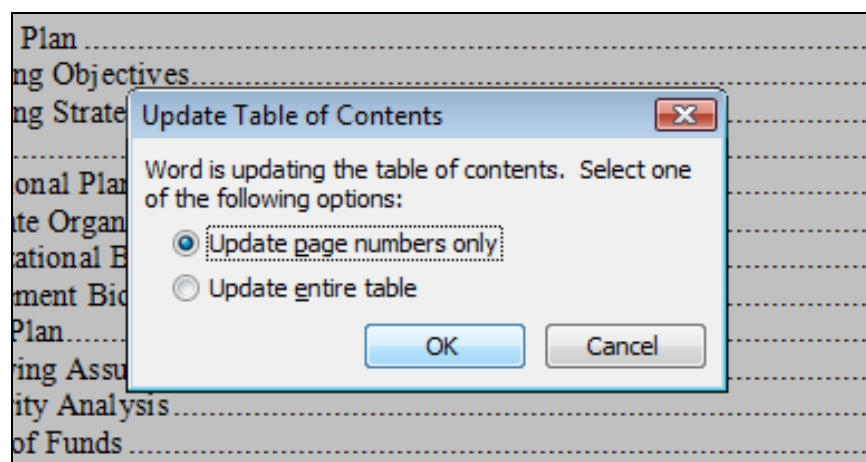 Plan ............................................................
ng Objectives............................................................
ng Strate
............
onal Plan
te Organ
ational B
ement Bio
Plan......
ing Assu
ity Analysis............................................................
of Funds ............................................................
Update Table of Contents
Word is updating the table of contents. Select one
of the following options:
Update page numbers only
Update entire table
OK Cancel